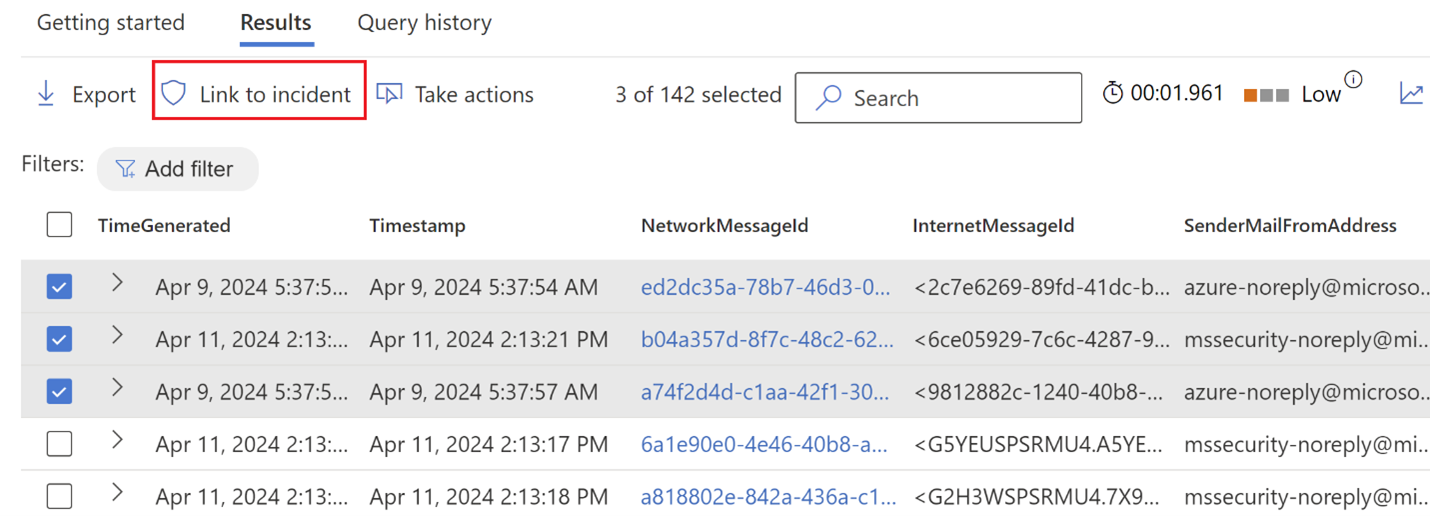 Getting started Results Query history
Export Link to incident Take actions 3 of 142 selected Search 00:01.961 Low
Filters: Add filter
TimeGenerated Timestamp NetworkMessageId InternetMessageId SenderMailFromAddress
Apr 9, 2024 5:37:5... Apr 9, 2024 5:37:54 AM ed2dc35a-78b7-46d3-0... <2c7e6269-89fd-41dc-b... azure-noreply@microso...
Apr 11, 2024 2:13:... Apr 11, 2024 2:13:21 PM b04a357d-8f7c-48c2-62... <6ce05929-7c6c-4287-9... mssecurity-noreply@mi...
Apr 9, 2024 5:37:5... Apr 9, 2024 5:37:57 AM a74f2d4d-c1aa-42f1-30... <9812882c-1240-40b8-... azure-noreply@microso...
Apr 11, 2024 2:13:... Apr 11, 2024 2:13:17 PM 6a1e90e0-4e46-40b8-a... <G5YEUSPSRMU4.A5YE... mssecurity-noreply@mi...
Apr 11, 2024 2:13:... Apr 11, 2024 2:13:18 PM a818802e-842a-436a-c1... <G2H3WSPSRMU4.7X9... mssecurity-noreply@mi...